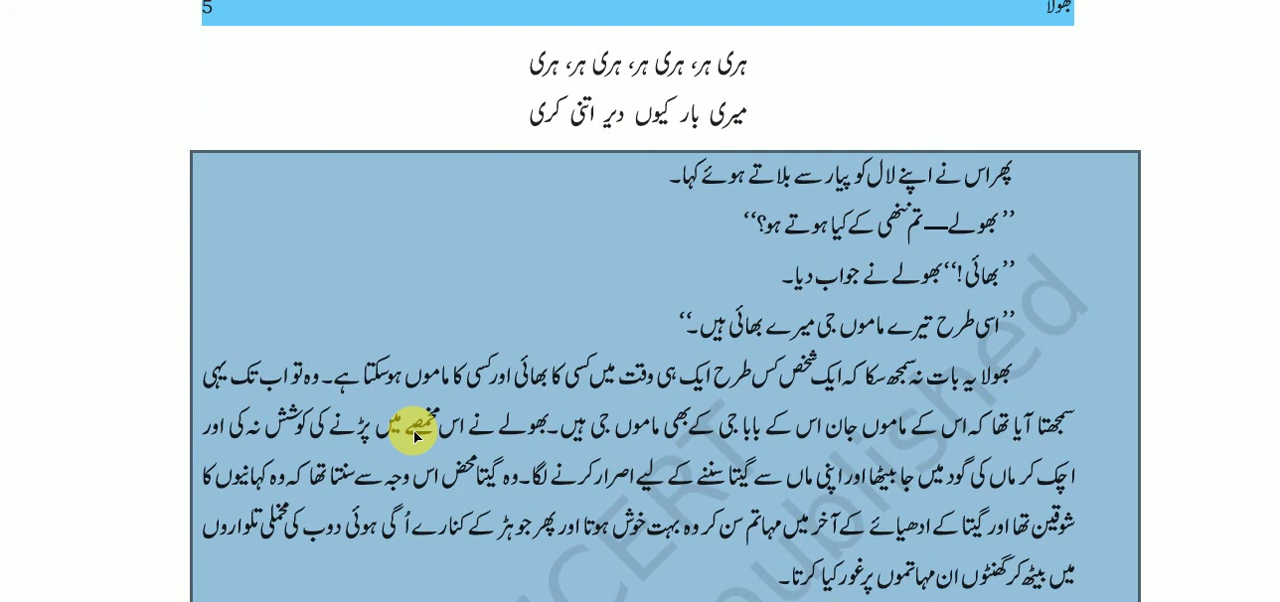 بھولا 5
ہری ہر، ہری ہر، ہری ہر، ہری
میری بار کیوں دیر اتنی کری
پھر اس نے اپنے لال کو پیار سے بلاتے ہوئے کہا۔
’’بھولے—تم ننھی کے کیا ہوتے ہو؟‘‘
’’بھائی!‘‘ بھولے نے جواب دیا۔
’’اسی طرح تیرے ماموں جی میرے بھائی ہیں۔‘‘
بھولا یہ بات نہ سمجھ سکا کہ ایک شخص کس طرح ایک ہی وقت میں کسی کا بھائی اور کسی کا ماموں ہو سکتا ہے۔ وہ تو اب تک یہی
سمجھتا آیا تھا کہ اس کے ماموں جان اس کے بابا جی کے بھی ماموں جی ہیں۔ بھولے نے اس مخمصے میں پڑنے کی کوشش نہ کی اور
اچک کر ماں کی گود میں جا بیٹھا اور اپنی ماں سے گیتا سننے کے لیے اصرار کرنے لگا۔ وہ گیتا محض اس وجہ سے سنتا تھا کہ وہ کہانیوں کا
شوقین تھا اور گیتا کے ادھیائے کے آخر میں مہاتم سن کر وہ بہت خوش ہوتا اور پھر جوہڑ کے کنارے اُگی ہوئی دوب کی مخملی تلواروں
میں بیٹھ کر گھنٹوں ان مہاتموں پر غور کیا کرتا۔
NCERT
published